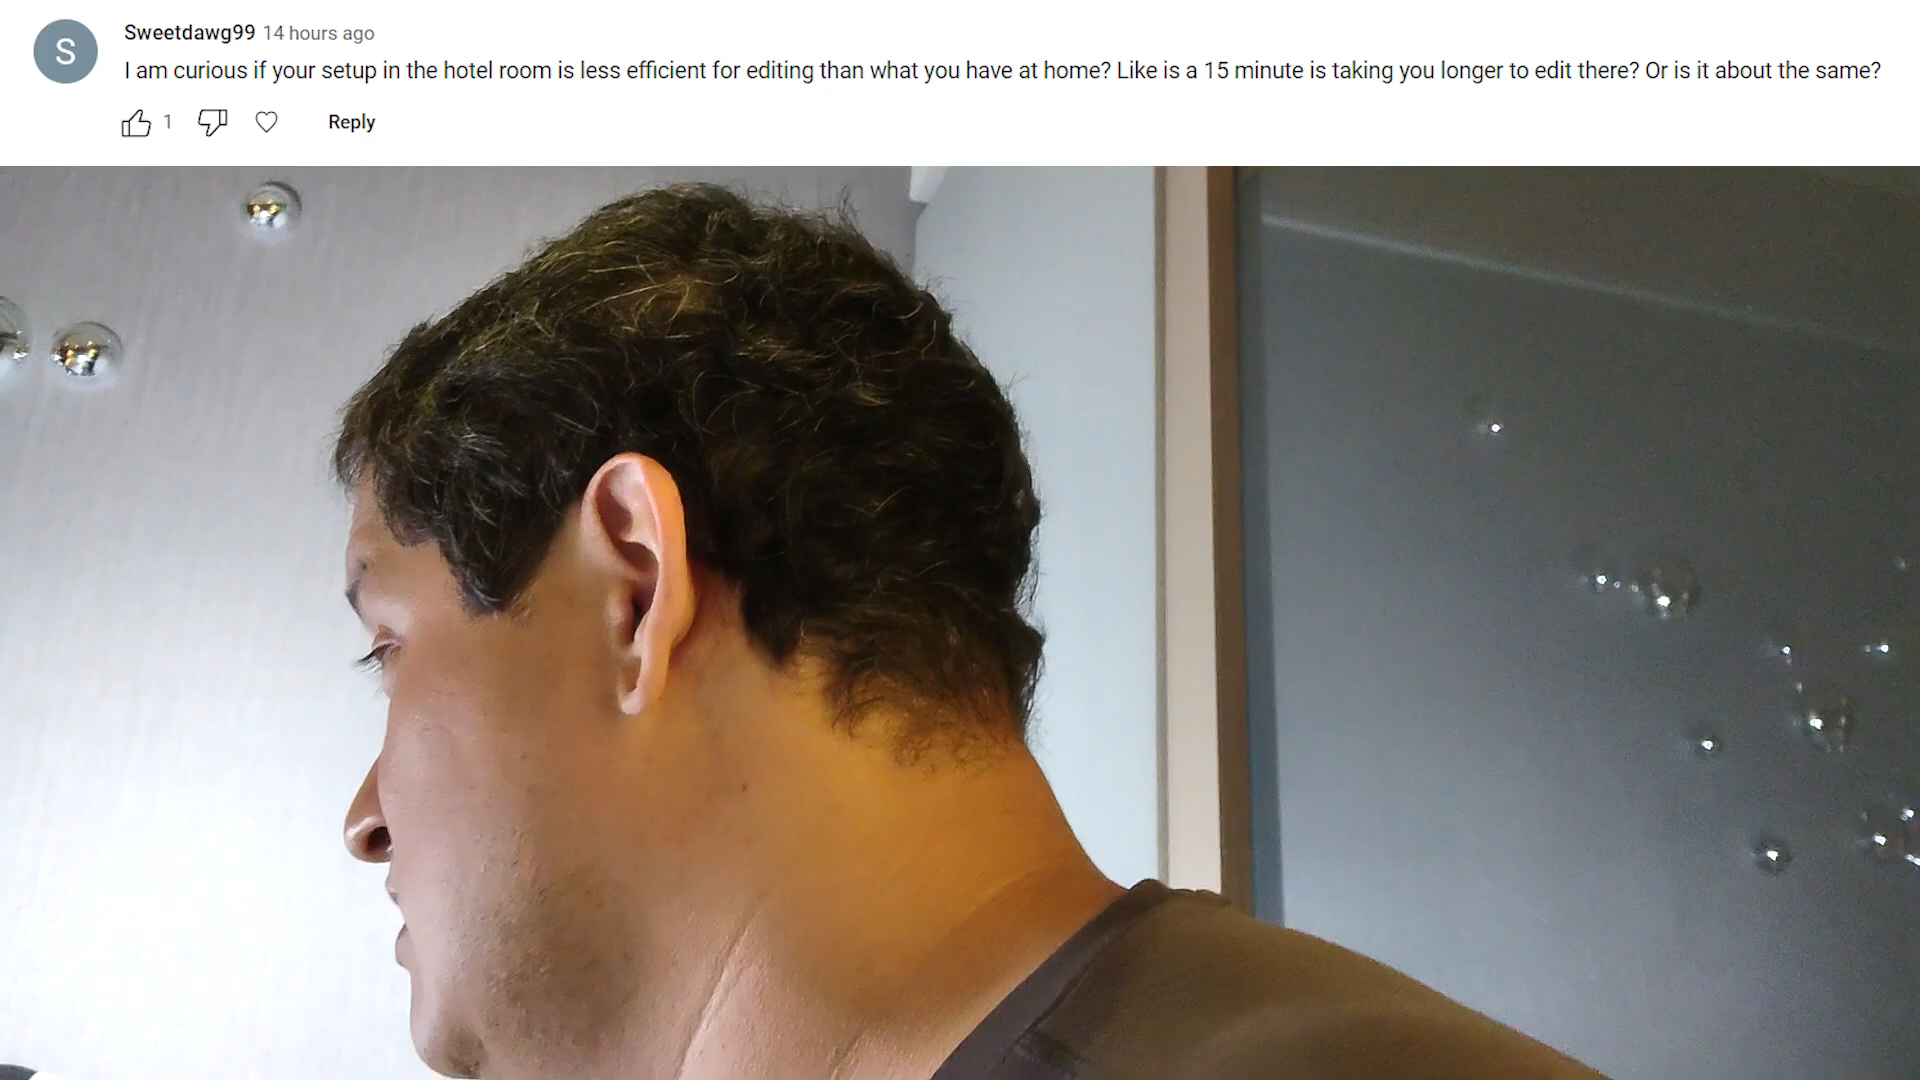 S
Sweetdawg99 14 hours ago
I am curious if your setup in the hotel room is less efficient for editing than what you have at home? Like is a 15 minute is taking you longer to edit there? Or is it about the same?
1 Reply